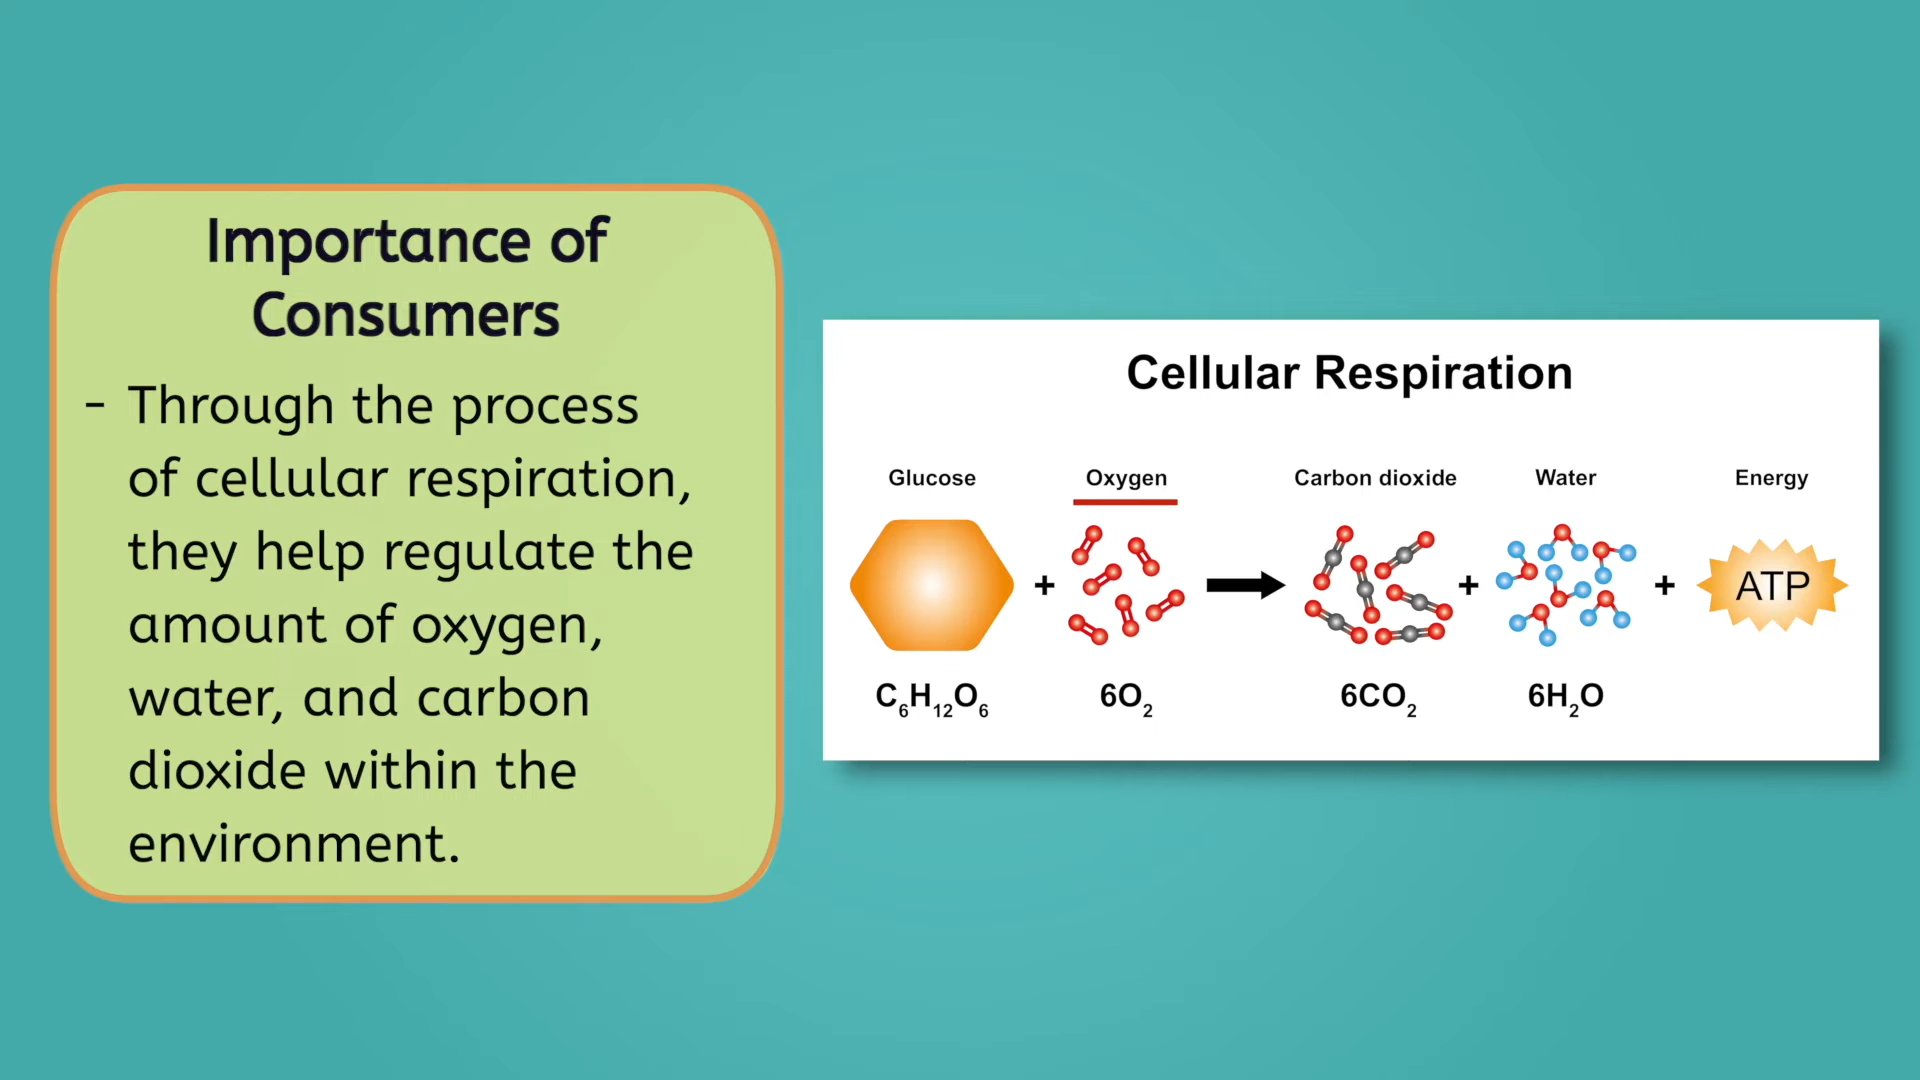 Importance of
Consumers
- Through the process
of cellular respiration,
they help regulate the
amount of oxygen,
water, and carbon
dioxide within the
environment.
Cellular Respiration
Glucose Oxygen Carbon dioxide Water Energy
+ + + ATP
C₆H₁₂O₆ 6O₂ 6CO₂ 6H₂O